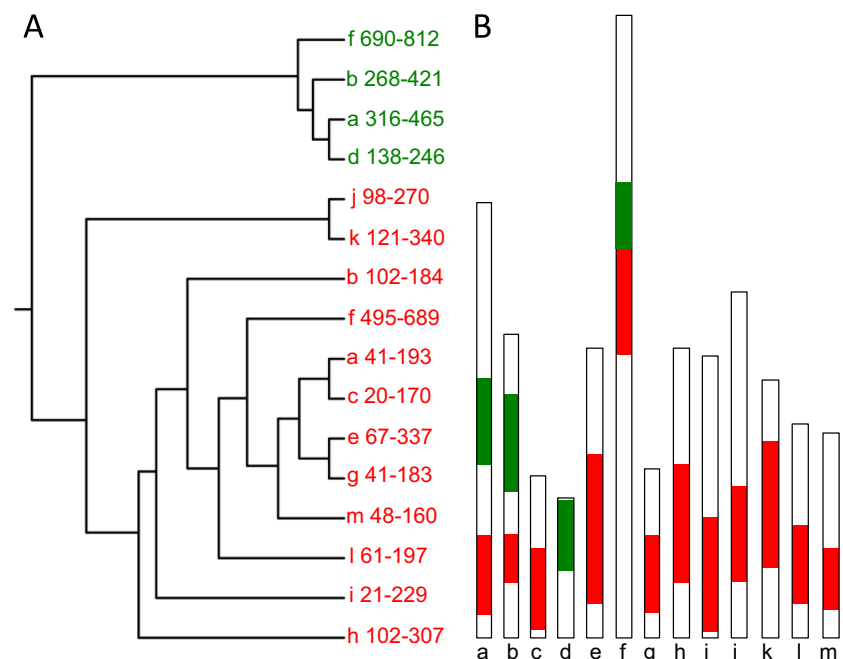 A
f 690-812
b 268-421
a 316-465
d 138-246
j 98-270
k 121-340
b 102-184
f 495-689
a 41-193
c 20-170
e 67-337
g 41-183
m 48-160
l 61-197
i 21-229
h 102-307
B
a b c d e f g h i j k l m